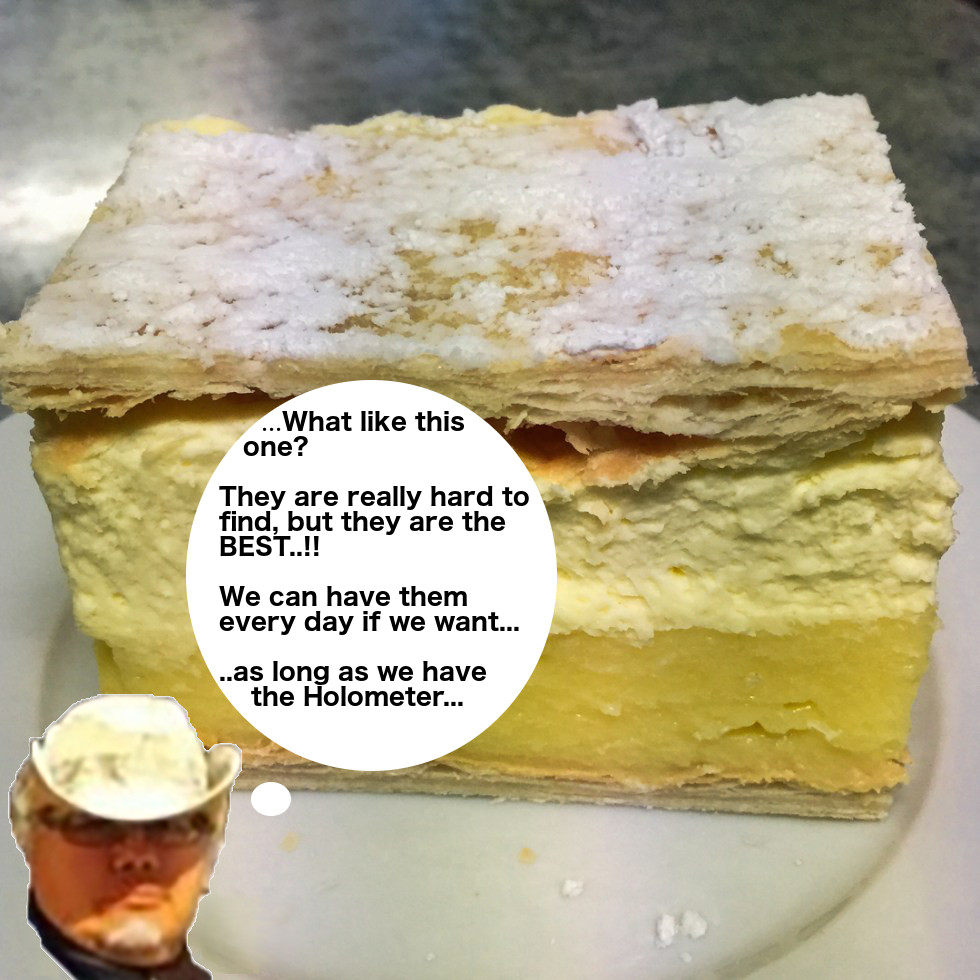 ...What like this
one?
They are really hard to
find, but they are the
BEST..!!
We can have them
every day if we want...
..as long as we have
the Holometer...